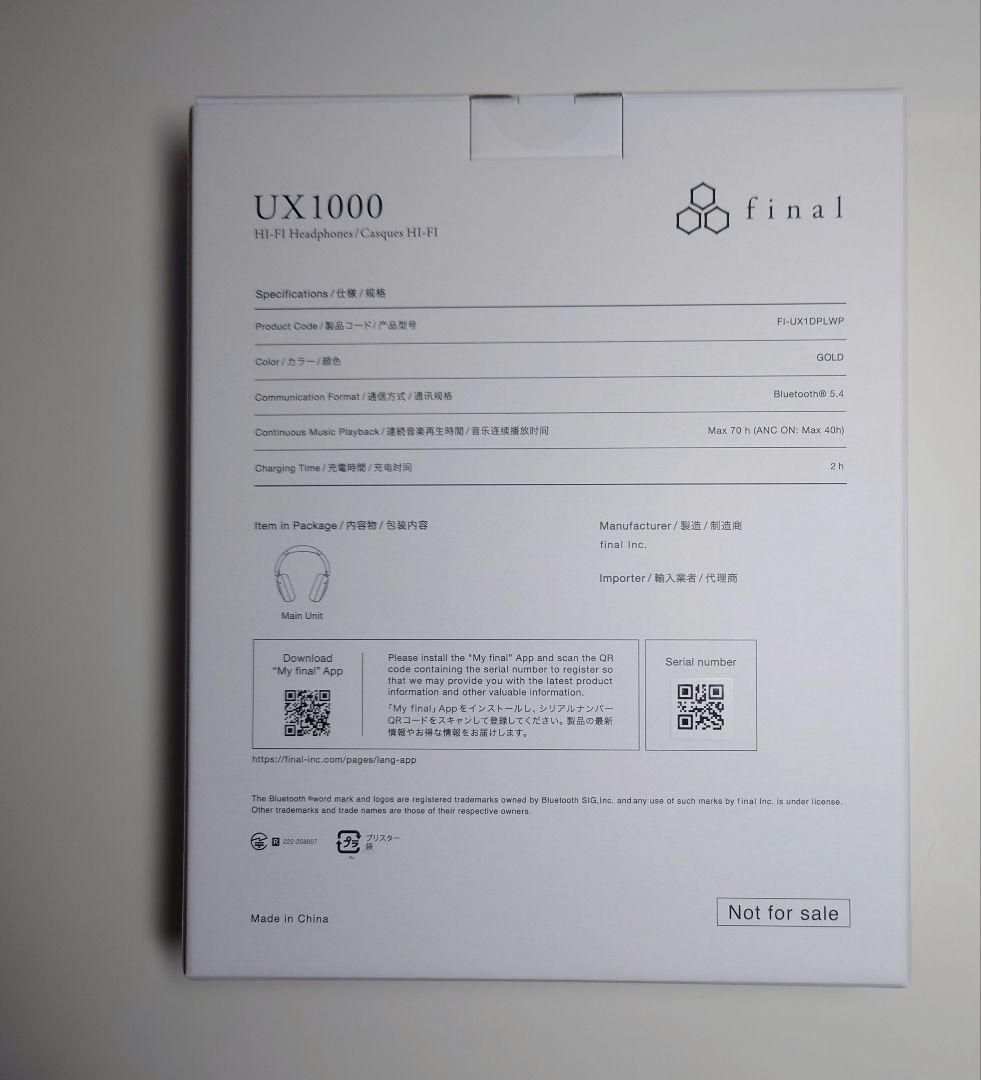 UX1000
HI-FI Headphones/Casques HI-FI
final
Specifications/仕様/规格
Product Code/製品コード/产品型号 FI-UX1DPLWP
Color/カラー/颜色 GOLD
Communication Format/通信方式/通讯规格 Bluetooth® 5.4
Continuous Music Playback/連続音楽再生時間/音乐连续播放时间 Max 70 h (ANC ON: Max 40h)
Charging Time/充電時間/充电时间 2 h
Item in Package/内容物/包装内容
Main Unit
Manufacturer/製造/制造商
final Inc.
Importer/輸入業者/代理商
Download
"My final" App
Please install the "My final" App and scan the QR
code containing the serial number to register so
that we may provide you with the latest product
information and other valuable information.
「My final」Appをインストールし、シリアルナンバー
QRコードをスキャンして登録してください。製品の最新
情報やお得な情報をお届けします。
Serial number
https://final-inc.com/pages/lang-app
The Bluetooth ®word mark and logos are registered trademarks owned by Bluetooth SIG,Inc. and any use of such marks by final Inc. is under license.
Other trademarks and trade names are those of their respective owners.
R 222-258007
プラ
ブリスター
袋
Made in China
Not for sale